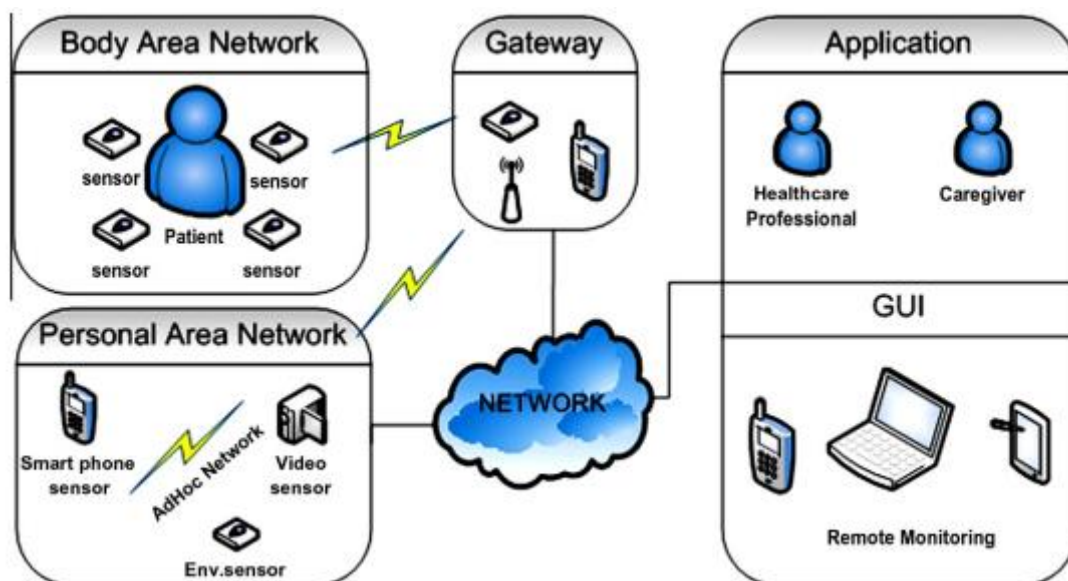 Body Area Network
sensor
sensor
Patient
sensor
sensor
Gateway
Application
Healthcare
Professional
Caregiver
Personal Area Network
Smart phone
sensor
AdHoc Network
Video
sensor
Env.sensor
NETWORK
GUI
Remote Monitoring